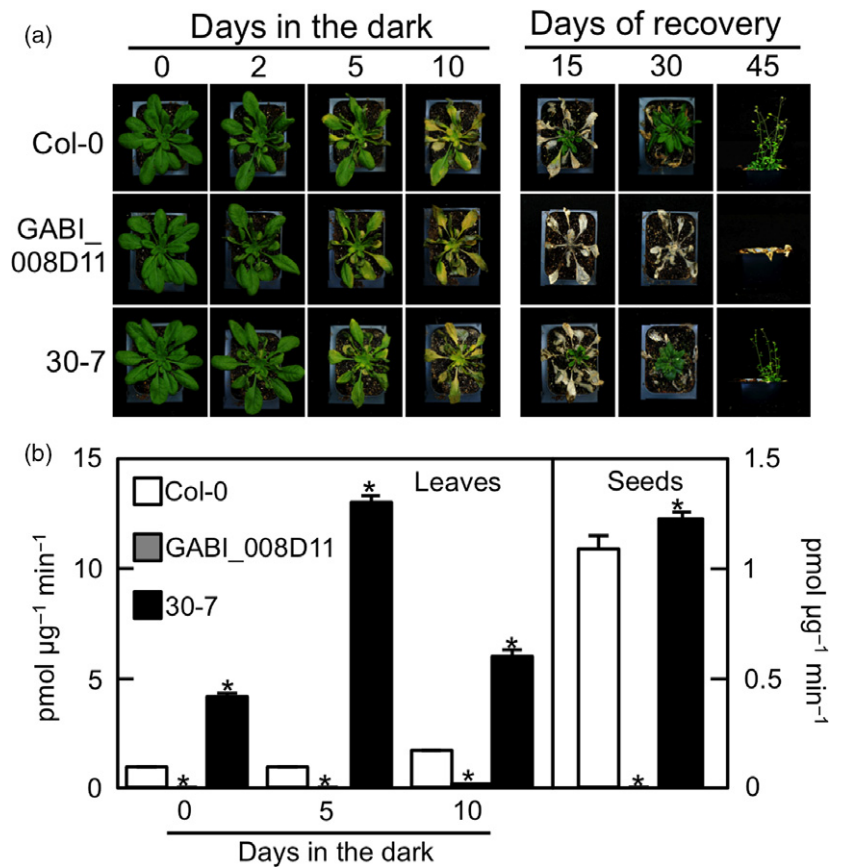 (a)
Days in the dark
Days of recovery
0 2 5 10 15 30 45
Col-0
GABI_
008D11
30-7
(b)
15
10
5
0
pmol µg⁻¹ min⁻¹
Col-0
GABI_008D11
30-7
Leaves
Seeds
* * * * * * * *
1.5
1
0.5
0
pmol µg⁻¹ min⁻¹
0 5 10
Days in the dark